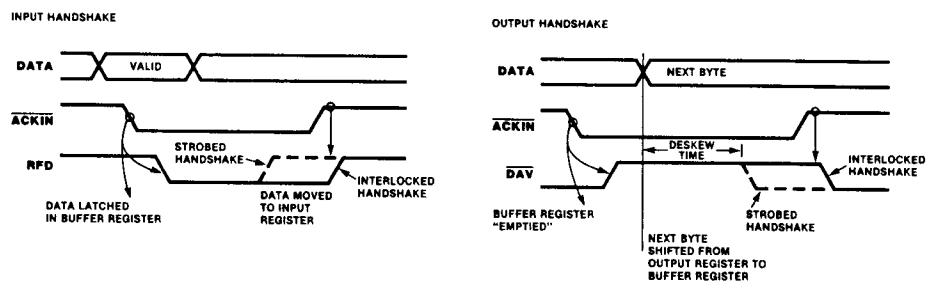 INPUT HANDSHAKE
DATA
VALID
ACKIN
RFD
STROBED
HANDSHAKE
DATA LATCHED
IN BUFFER REGISTER
DATA MOVED
TO INPUT
REGISTER
INTERLOCKED
HANDSHAKE
OUTPUT HANDSHAKE
DATA
NEXT BYTE
ACKIN
DESKEW
TIME
DAV
INTERLOCKED
HANDSHAKE
BUFFER REGISTER
"EMPTIED"
STROBED
HANDSHAKE
NEXT BYTE
SHIFTED FROM
OUTPUT REGISTER TO
BUFFER REGISTER